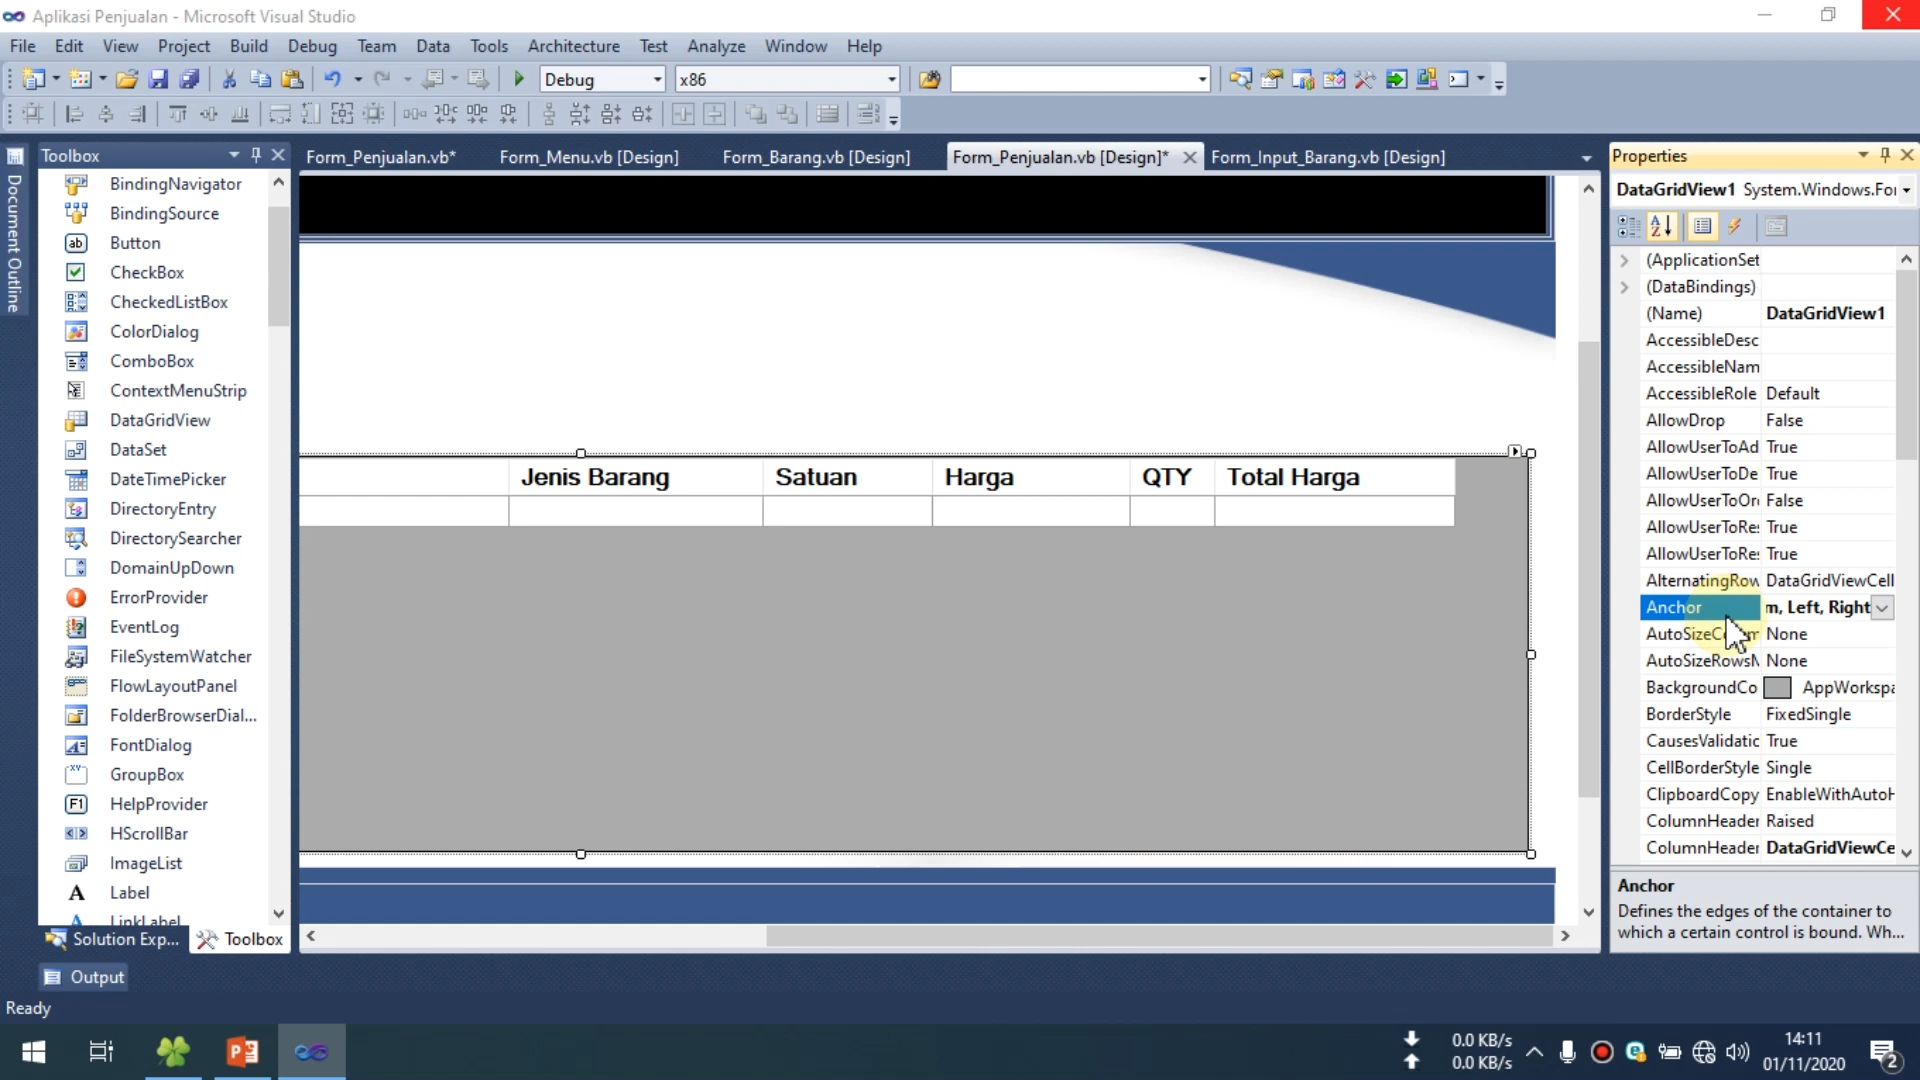 Aplikasi Penjualan - Microsoft Visual Studio
File Edit View Project Build Debug Team Data Tools Architecture Test Analyze Window Help
Debug x86
Document Outline
Toolbox
BindingNavigator
BindingSource
Button
CheckBox
CheckedListBox
ColorDialog
ComboBox
ContextMenuStrip
DataGridView
DataSet
DateTimePicker
DirectoryEntry
DirectorySearcher
DomainUpDown
ErrorProvider
EventLog
FileSystemWatcher
FlowLayoutPanel
FolderBrowserDial...
FontDialog
GroupBox
HelpProvider
HScrollBar
ImageList
Label
LinkLabel
Solution Exp... Toolbox
Form_Penjualan.vb* Form_Menu.vb [Design] Form_Barang.vb [Design] Form_Penjualan.vb [Design]* Form_Input_Barang.vb [Design]
Jenis Barang Satuan Harga QTY Total Harga
Properties
DataGridView1 System.Windows.For
(ApplicationSet
(DataBindings)
(Name) DataGridView1
AccessibleDesc
AccessibleNam
AccessibleRole Default
AllowDrop False
AllowUserToAd True
AllowUserToDe True
AllowUserToOr False
AllowUserToRe True
AllowUserToRe True
AlternatingRow DataGridViewCell
Anchor m, Left, Right
AutoSizeC m None
AutoSizeRowsM None
BackgroundCo AppWorkspa
BorderStyle FixedSingle
CausesValidatic True
CellBorderStyle Single
ClipboardCopy EnableWithAutoH
ColumnHeader Raised
ColumnHeader DataGridViewCe
Anchor
Defines the edges of the container to
which a certain control is bound. Wh...
Output
Ready
0.0 KB/s
0.0 KB/s
14:11
01/11/2020
2